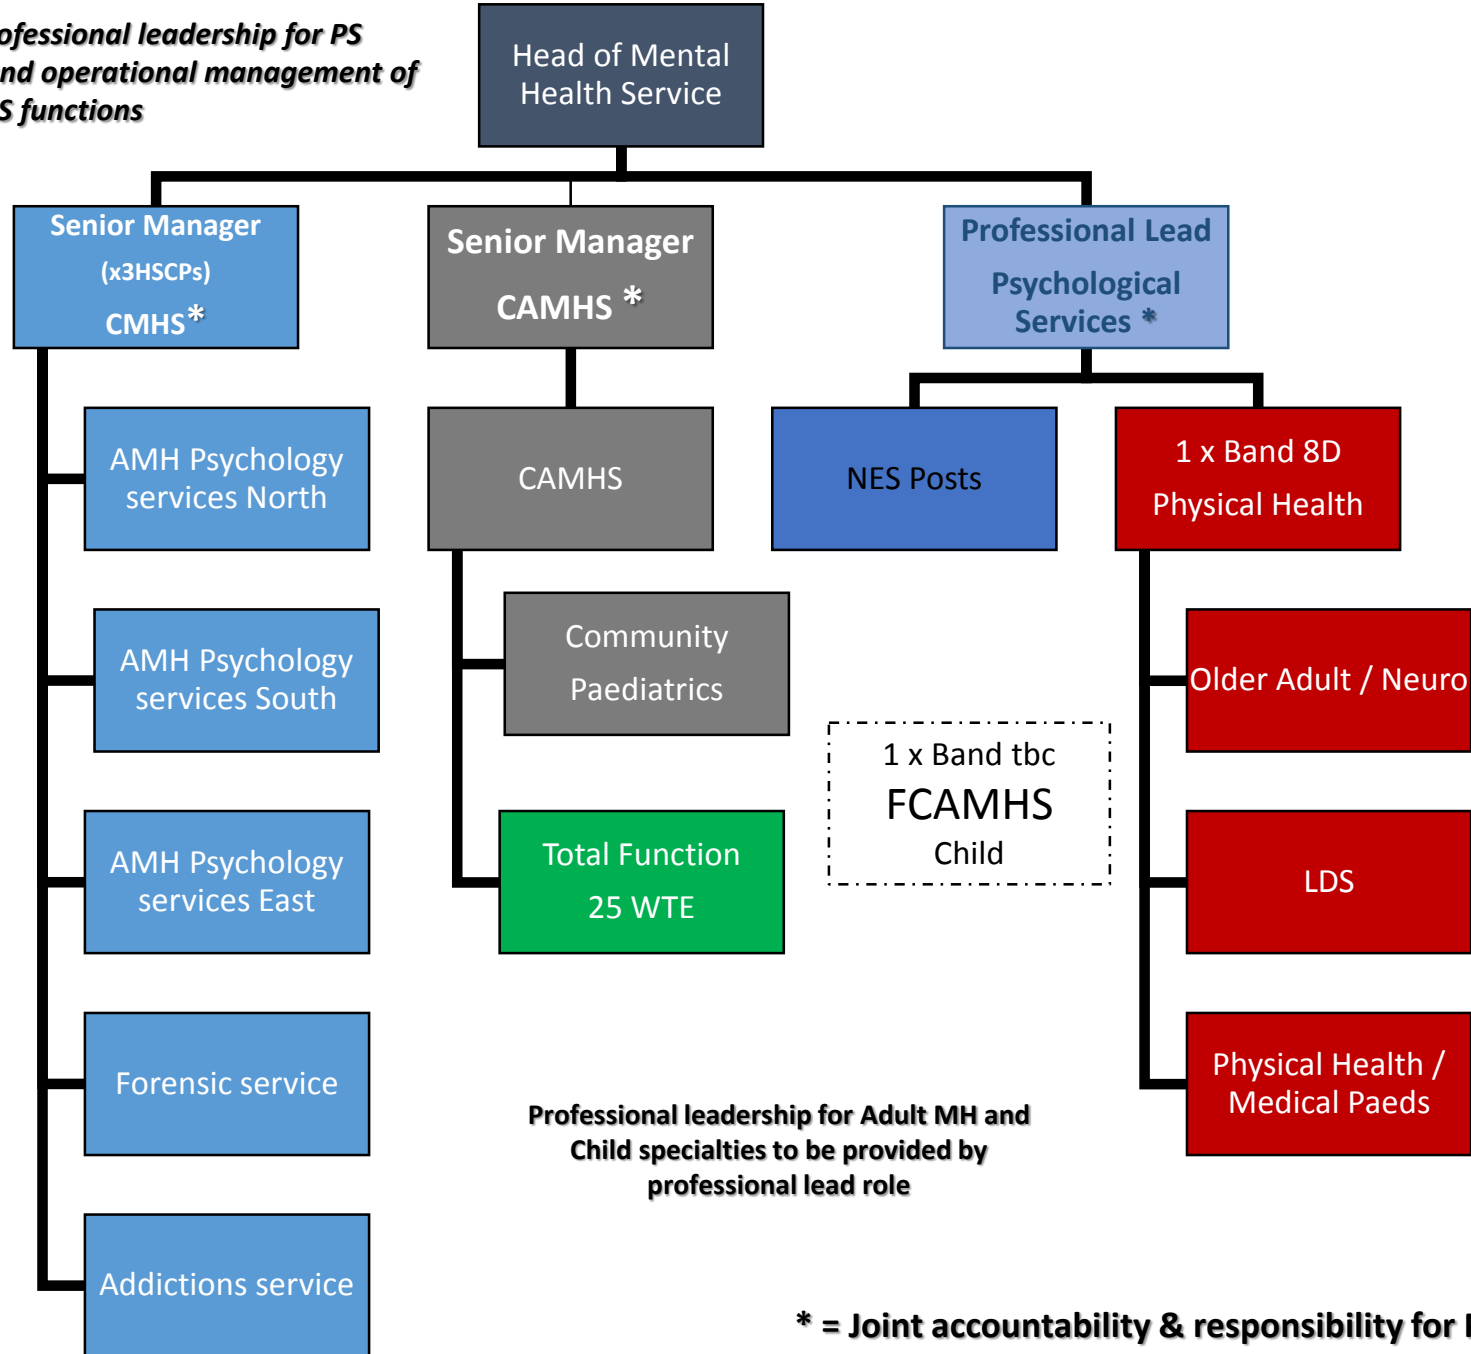 ofessional leadership for PS
nd operational management of
S functions
Head of Mental
Health Service
Senior Manager
(x3HSCPs)
CMHS*
Senior Manager
CAMHS *
Professional Lead
Psychological
Services *
AMH Psychology
services North
CAMHS
NES Posts
1 x Band 8D
Physical Health
AMH Psychology
services South
Community
Paediatrics
Older Adult / Neuro
1 x Band tbc
FCAMHS
Child
AMH Psychology
services East
Total Function
25 WTE
LDS
Forensic service
Physical Health /
Medical Paeds
Professional leadership for Adult MH and
Child specialties to be provided by
professional lead role
Addictions service
* = Joint accountability & responsibility for